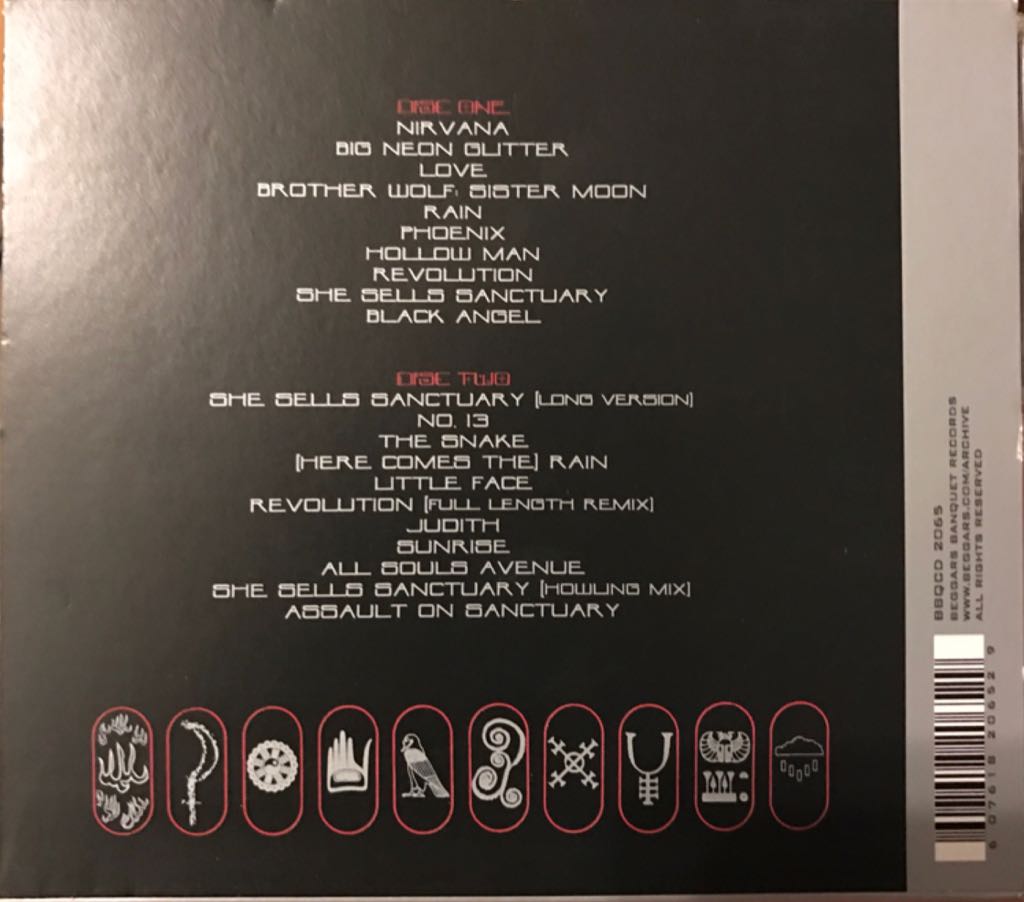 DISC ONE
NIRVANA
BIG NEON GLITTER
LOVE
BROTHER WOLF; SISTER MOON
RAIN
PHOENIX
HOLLOW MAN
REVOLUTION
SHE SELLS SANCTUARY
BLACK ANGEL
DISC TWO
SHE SELLS SANCTUARY [LONG VERSION]
NO. 13
THE SNAKE
[HERE COMES THE] RAIN
LITTLE FACE
REVOLUTION [FULL LENGTH REMIX]
JUDITH
SUNRISE
ALL SOULS AVENUE
SHE SELLS SANCTUARY [HOWLING MIX]
ASSAULT ON SANCTUARY
BBQCD 2065
BEGGARS BANQUET RECORDS
WWW.BEGGARS.COM/ARCHIVE
ALL RIGHTS RESERVED
6 07618 20652 9